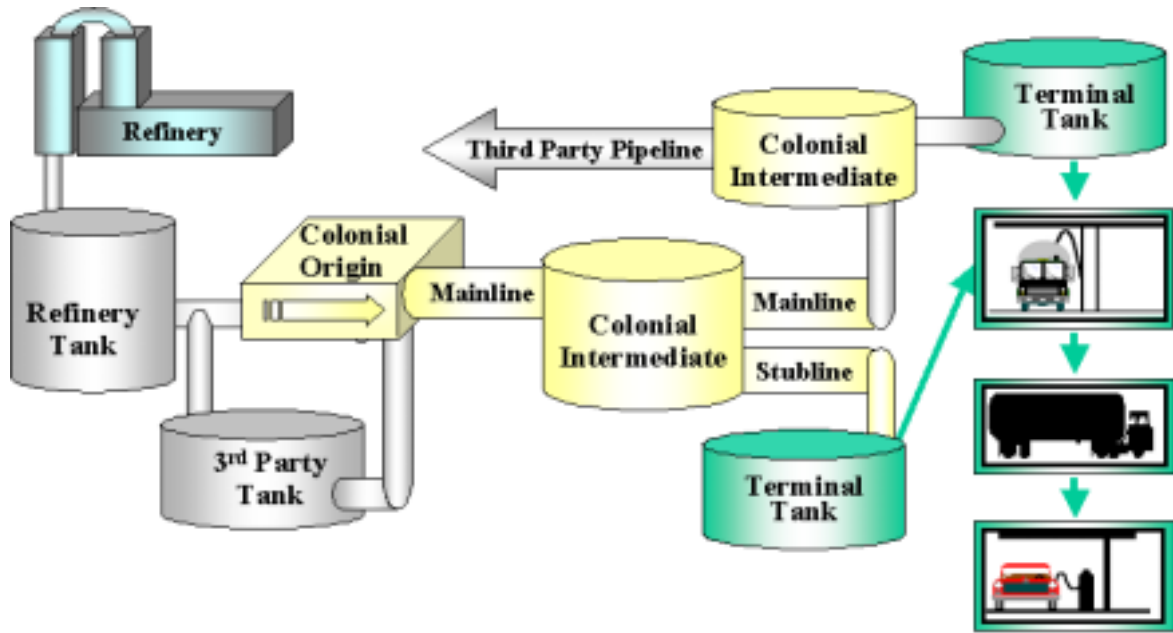 Refinery
Terminal
Tank
Third Party Pipeline
Colonial
Intermediate
Colonial
Origin
Refinery
Tank
Mainline
Colonial
Intermediate
Mainline
Stubline
3rd Party
Tank
Terminal
Tank